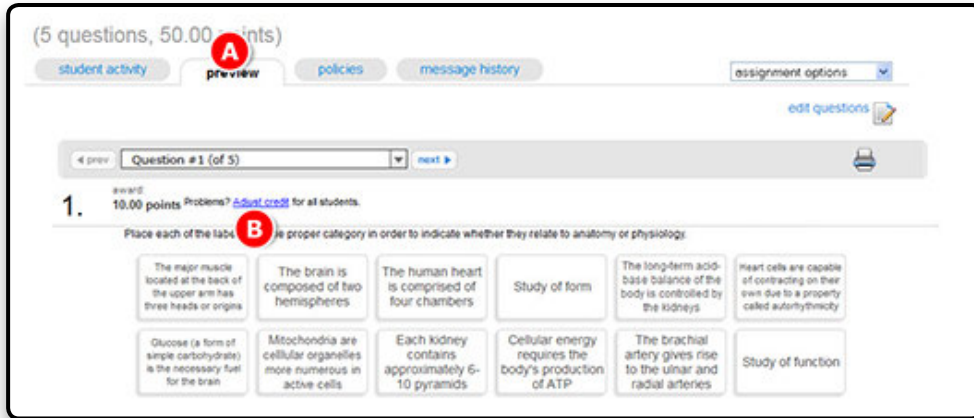 (5 questions, 50.00 points)
A
student activity preview policies message history assignment options
edit questions
prev Question #1 (of 5) next
award:
1. 10.00 points Problems? Adjust credit for all students.
B
Place each of the labe e proper category in order to indicate whether they relate to anatomy or physiology.
The major muscle
located at the back of
the upper arm has
three heads or origins
The brain is
composed of two
hemispheres
The human heart
is comprised of
four chambers
Study of form
The long-term acid-
base balance of the
body is controlled by
the kidneys
Heart cells are capable
of contracting on their
own due to a property
called autorhythmicity
Glucose (a form of
simple carbohydrate)
is the necessary fuel
for the brain
Mitochondria are
celllular organelles
more numerous in
active cells
Each kidney
contains
approximately 6-
10 pyramids
Cellular energy
requires the
body's production
of ATP
The brachial
artery gives rise
to the ulnar and
radial arteries
Study of function